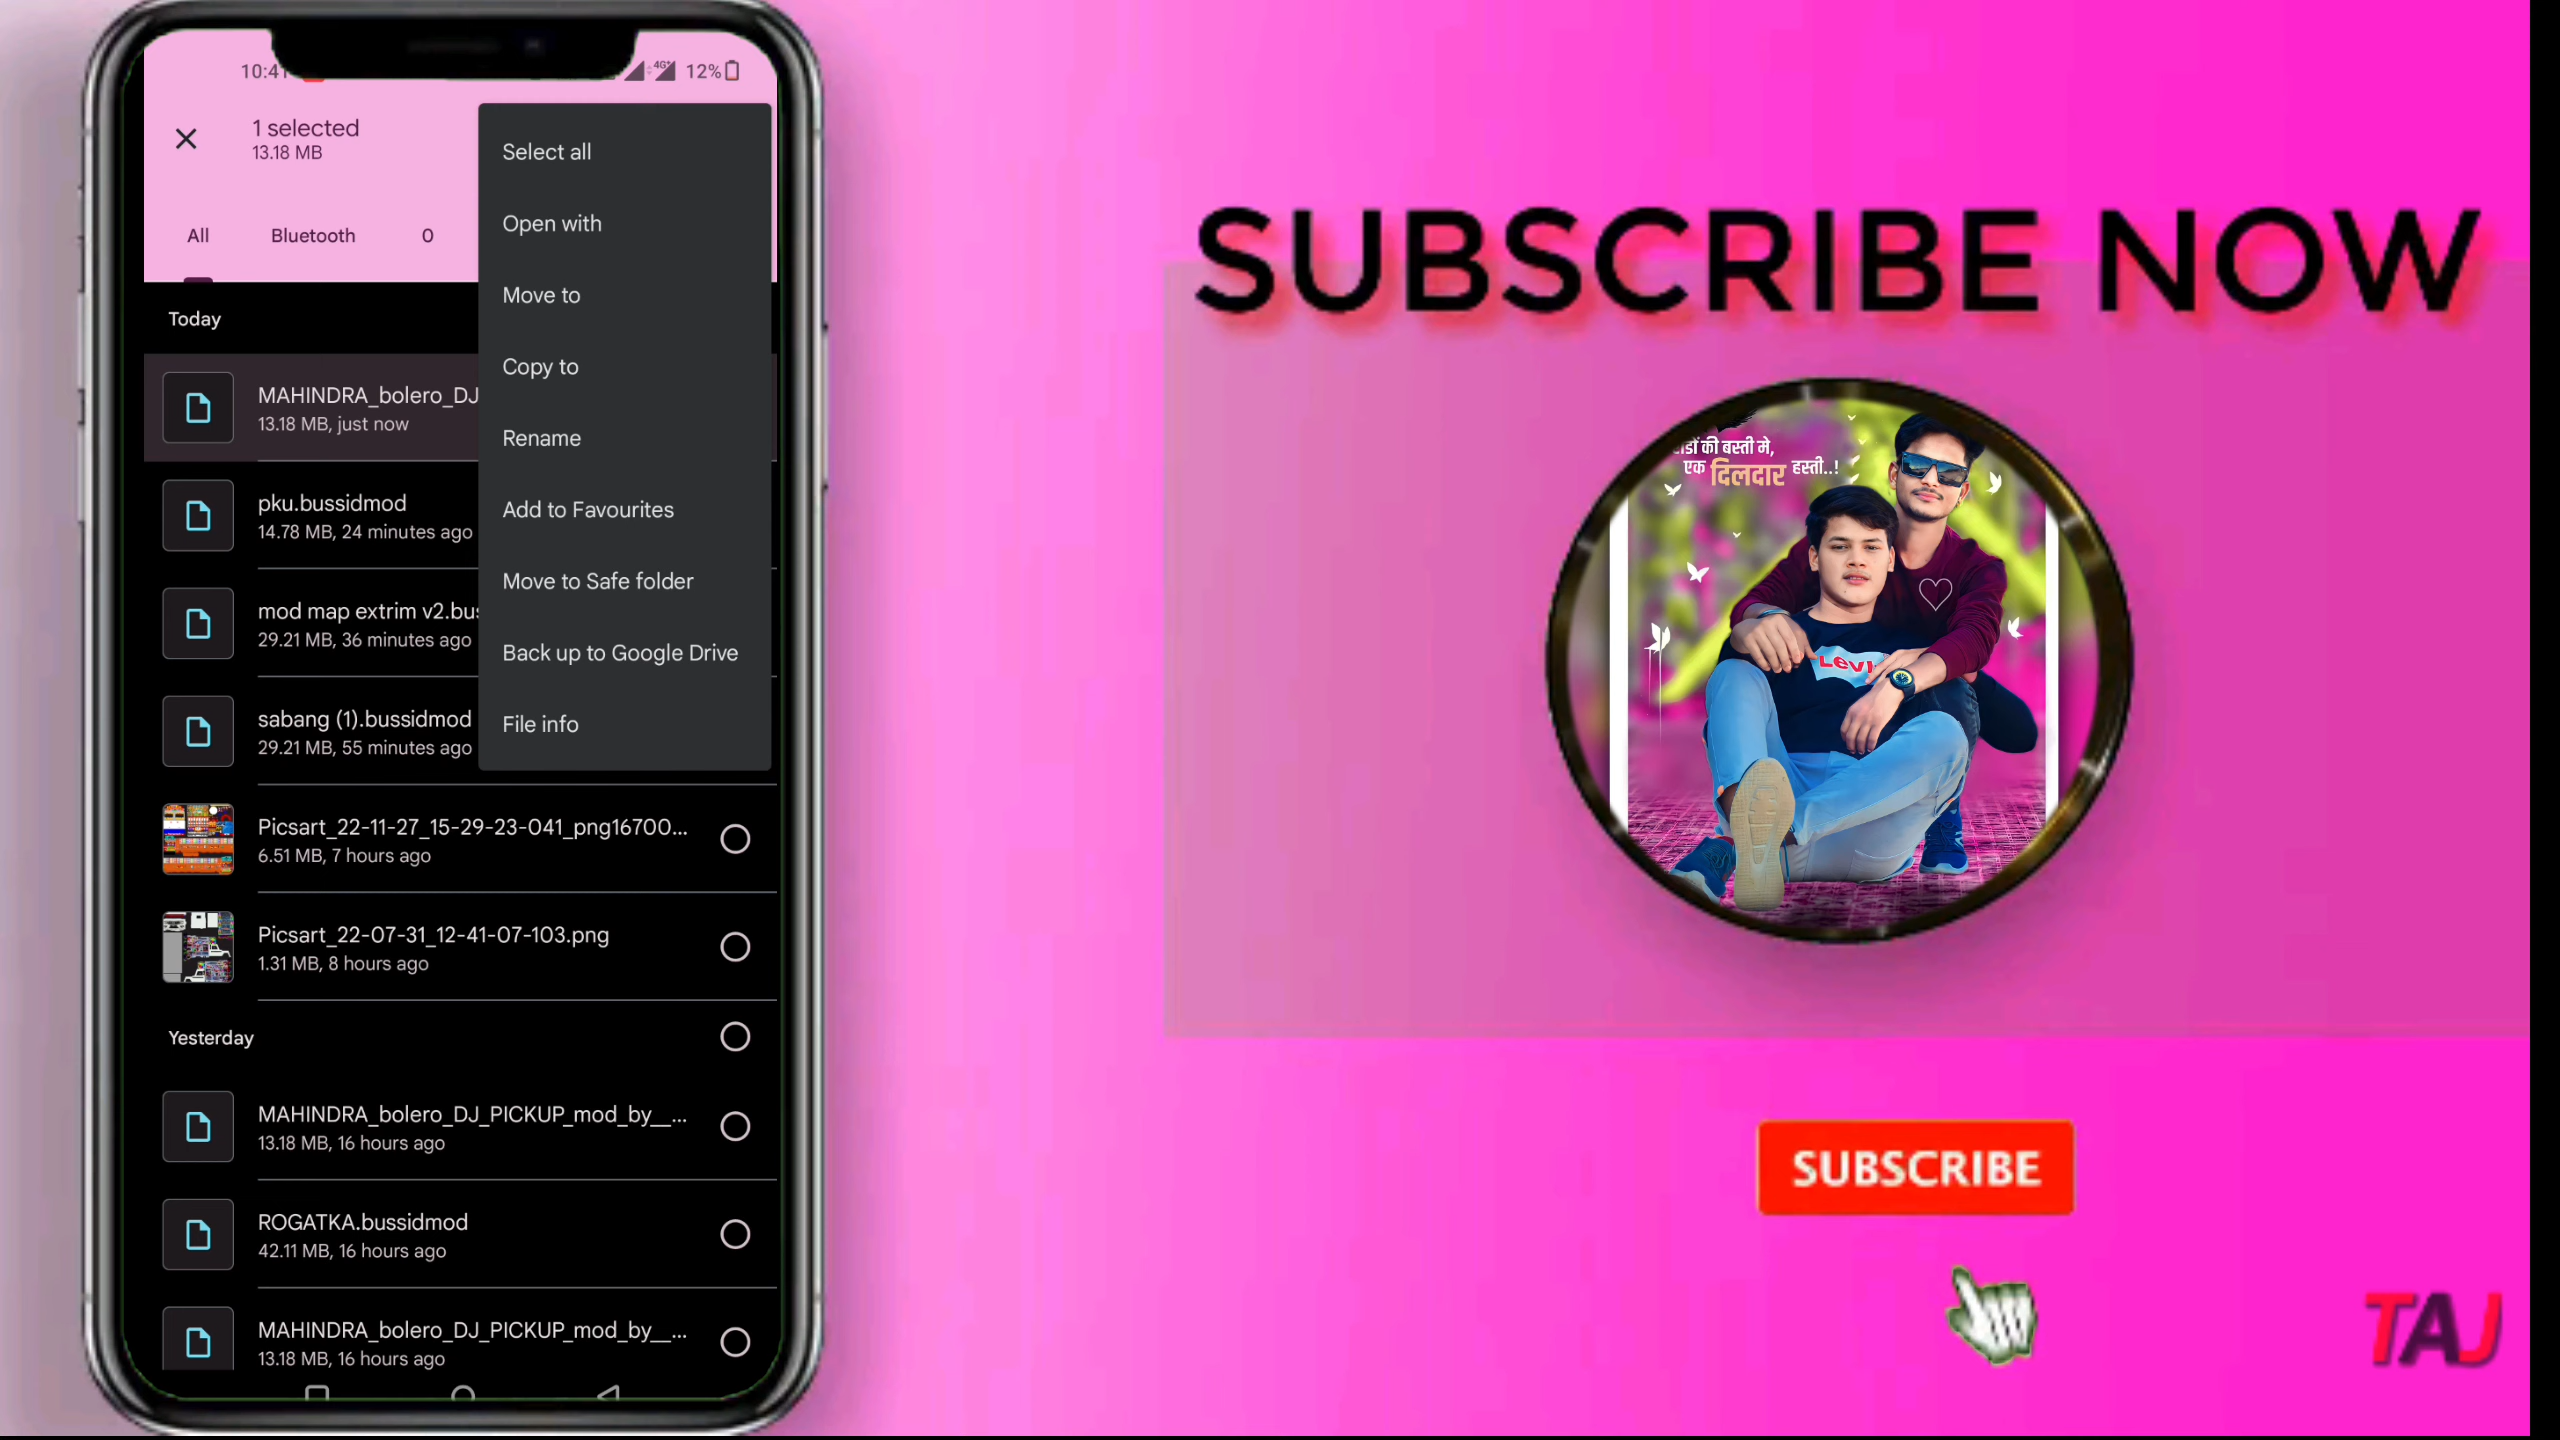 12%
1 selected
13.18 MB
All
Bluetooth
Today
MAHINDRA_bolero_DJ
13.18 MB, just now
pku.bussidmod
14.78 MB, 24 minutes ago
mod map extrim v2.bus
29.21 MB, 36 minutes ago
sabang (1).bussidmod
29.21 MB, 55 minutes ago
Picsart_22-11-27_15-29-23-041_png16700...
6.51 MB, 7 hours ago
Picsart_22-07-31_12-41-07-103.png
1.31 MB, 8 hours ago
Yesterday
MAHINDRA_bolero_DJ_PICKUP_mod_by__...
13.18 MB, 16 hours ago
ROGATKA.bussidmod
42.11 MB, 16 hours ago
MAHINDRA_bolero_DJ_PICKUP_mod_by__...
13.18 MB, 16 hours ago
Select all
Open with
Move to
Copy to
Rename
Add to Favourites
Move to Safe folder
Back up to Google Drive
File info
SUBSCRIBE NOW
की बस्ती मे,
एक दिलदार हस्ती..!
Levi
SUBSCRIBE
TAJ